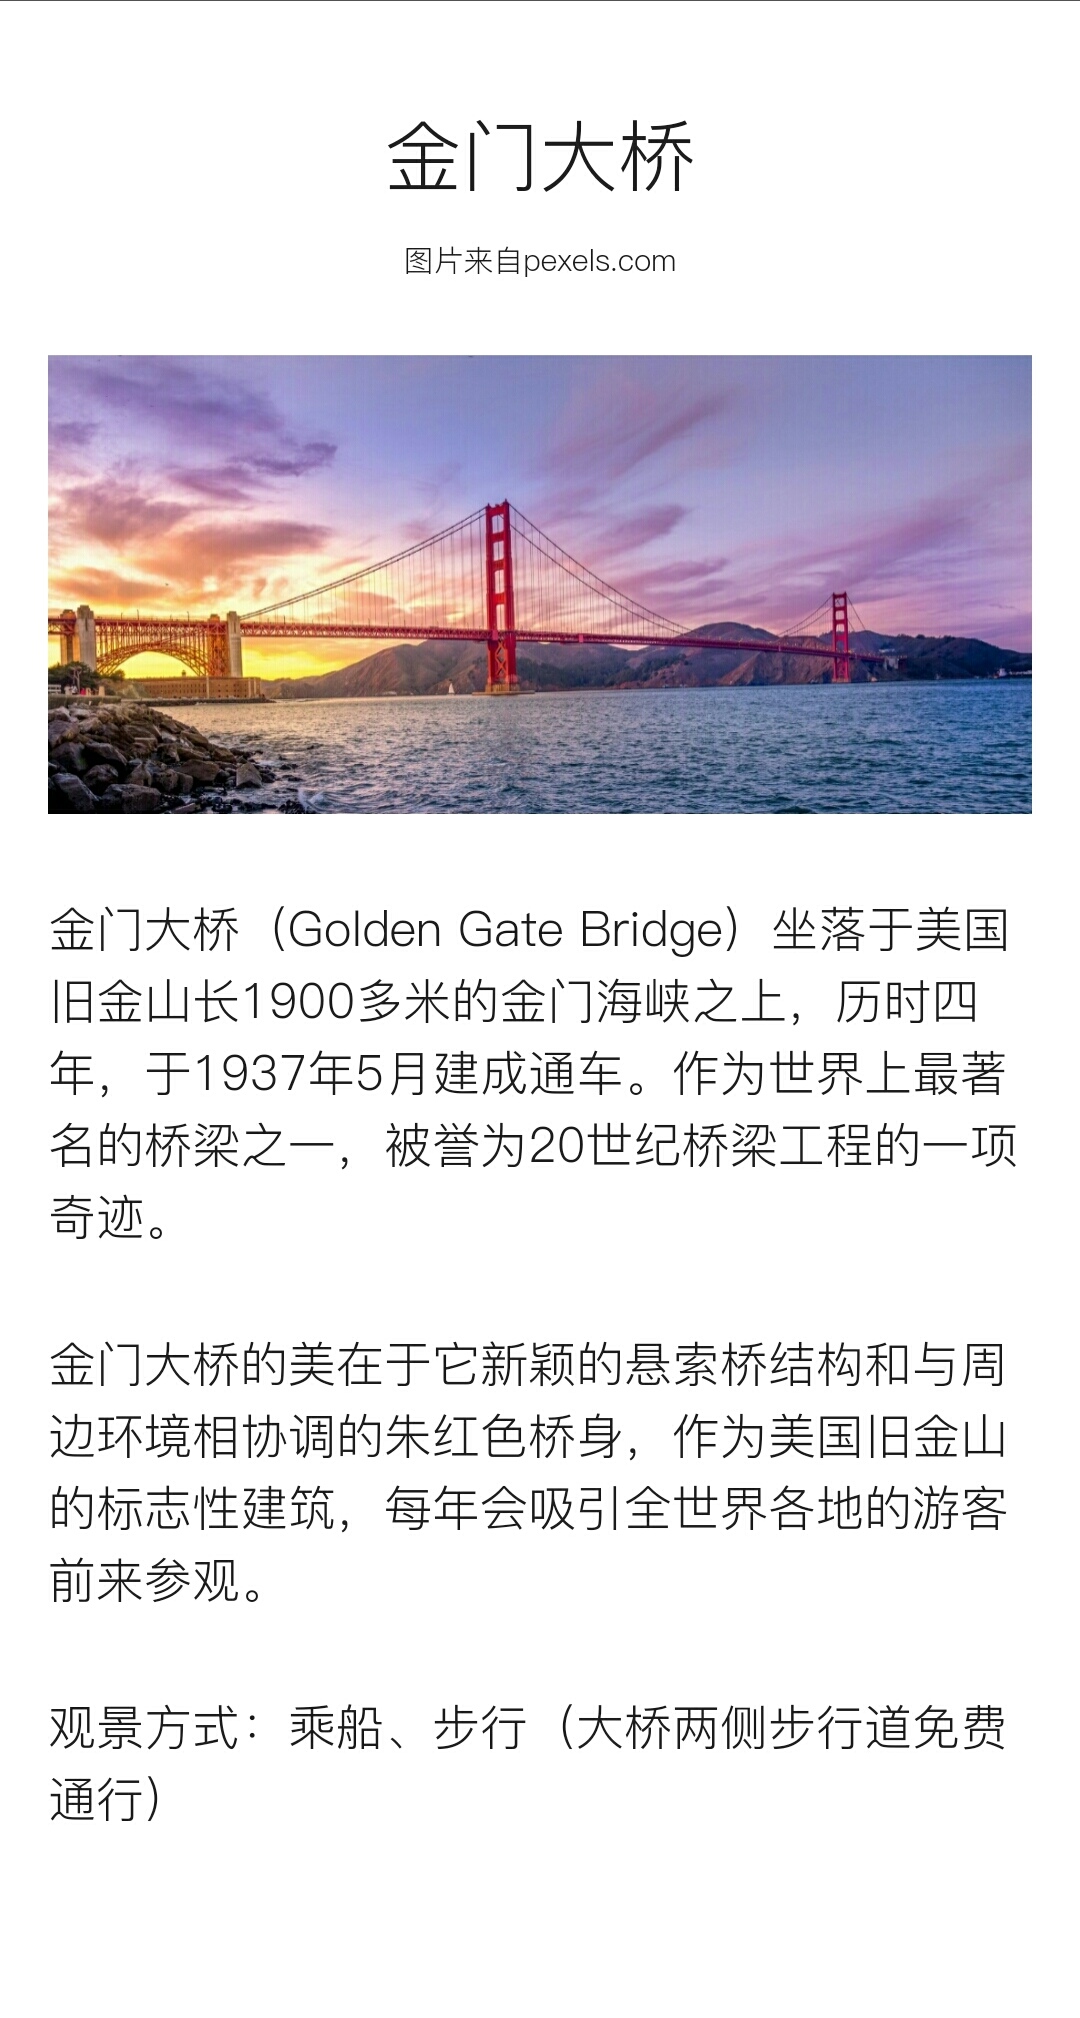 金门大桥
图片来自pexels.com
金门大桥（Golden Gate Bridge）坐落于美国
旧金山长1900多米的金门海峡之上，历时四
年，于1937年5月建成通车。作为世界上最著
名的桥梁之一，被誉为20世纪桥梁工程的一项
奇迹。
金门大桥的美在于它新颖的悬索桥结构和与周
边环境相协调的朱红色桥身，作为美国旧金山
的标志性建筑，每年会吸引全世界各地的游客
前来参观。
观景方式：乘船、步行（大桥两侧步行道免费
通行）